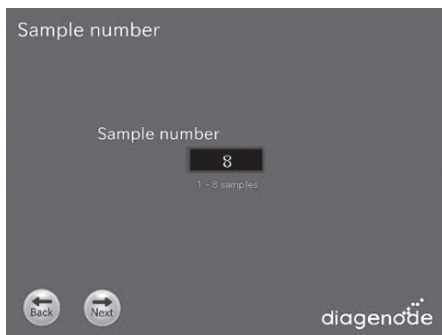 Sample number
Sample number
8
1 - 8 samples
Back
Next
diagenode